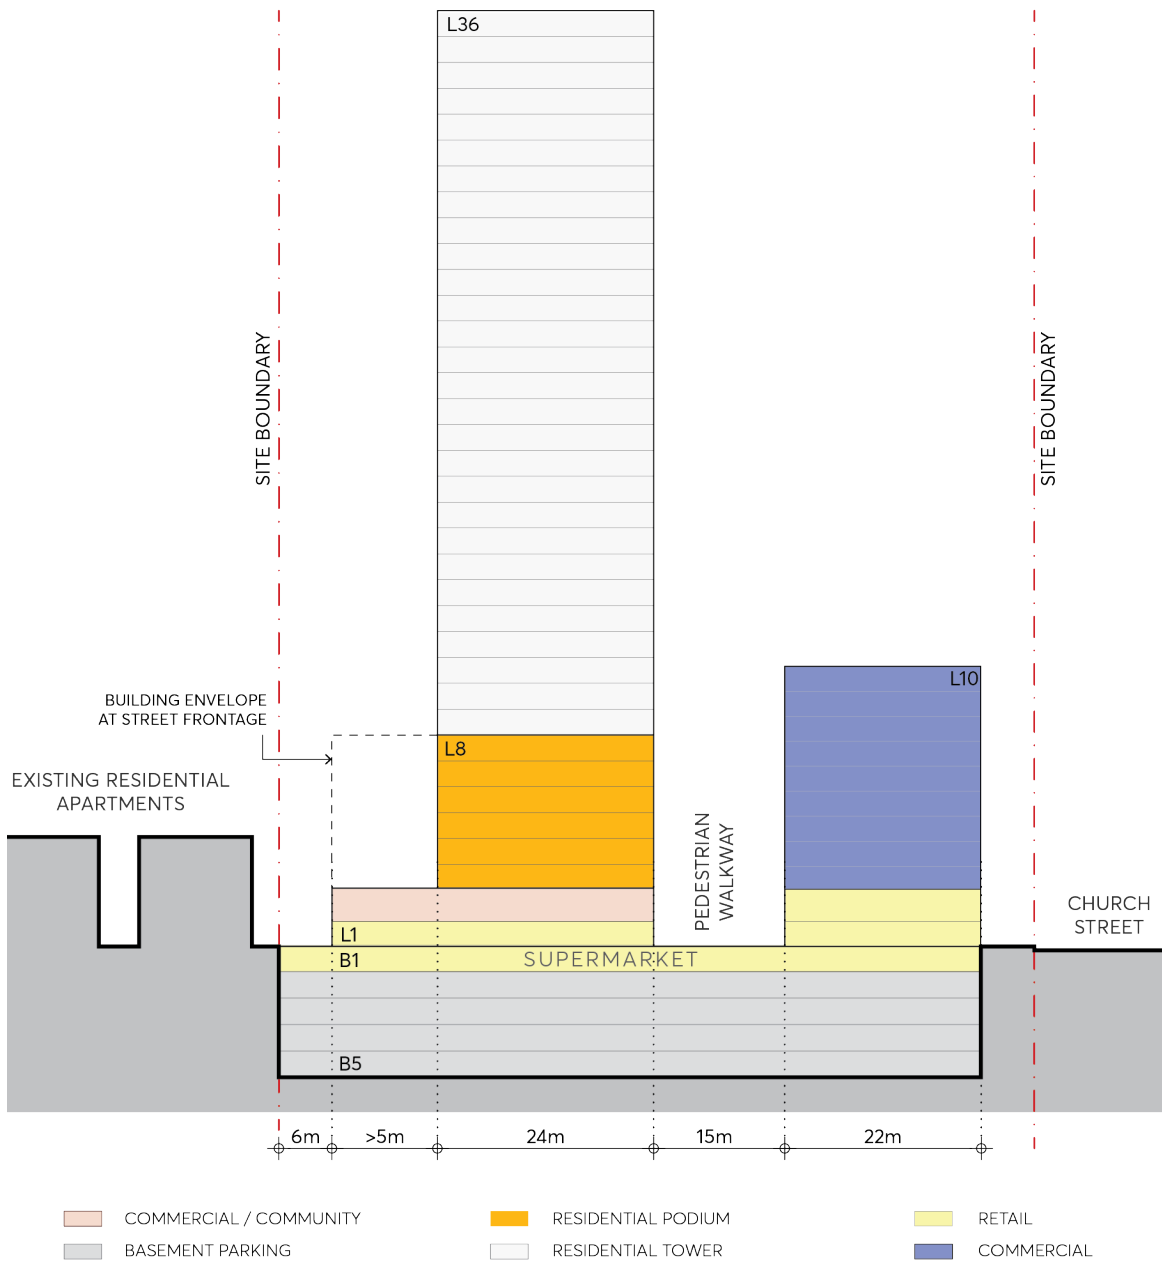 L36
SITE BOUNDARY
SITE BOUNDARY
L10
BUILDING ENVELOPE
AT STREET FRONTAGE
L8
EXISTING RESIDENTIAL
APARTMENTS
PEDESTRIAN
WALKWAY
CHURCH
STREET
L1
B1
SUPERMARKET
B5
6m
>5m
24m
15m
22m
COMMERCIAL / COMMUNITY
RESIDENTIAL PODIUM
RETAIL
BASEMENT PARKING
RESIDENTIAL TOWER
COMMERCIAL